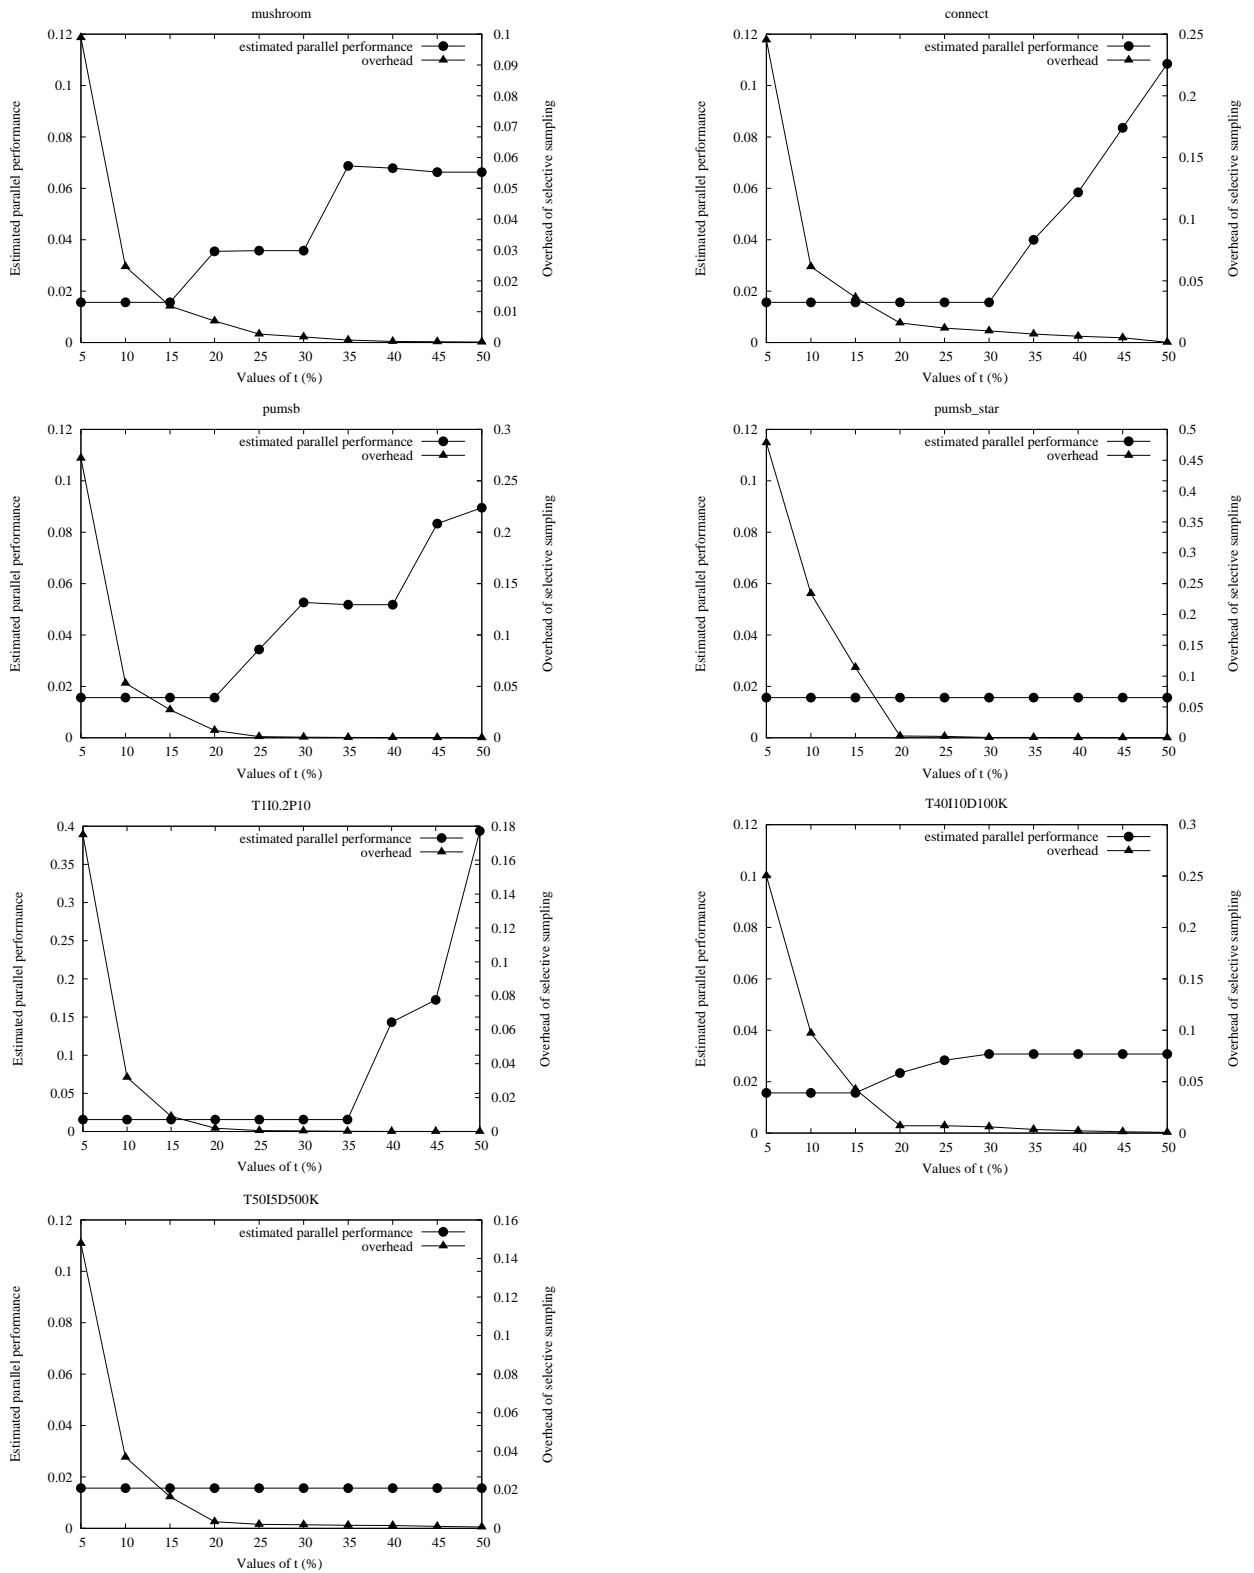 mushroom
estimated parallel performance
overhead
0.12
0.1
0.08
0.06
0.04
0.02
0
0.1
0.09
0.08
0.07
0.06
0.05
0.04
0.03
0.02
0.01
0
5 10 15 20 25 30 35 40 45 50
Values of t (%)
Estimated parallel performance
Overhead of selective sampling
connect
estimated parallel performance
overhead
0.12
0.1
0.08
0.06
0.04
0.02
0
0.25
0.2
0.15
0.1
0.05
0
5 10 15 20 25 30 35 40 45 50
Values of t (%)
Estimated parallel performance
Overhead of selective sampling
pumsb
estimated parallel performance
overhead
0.12
0.1
0.08
0.06
0.04
0.02
0
0.3
0.25
0.2
0.15
0.1
0.05
0
5 10 15 20 25 30 35 40 45 50
Values of t (%)
Estimated parallel performance
Overhead of selective sampling
pumsb_star
estimated parallel performance
overhead
0.12
0.1
0.08
0.06
0.04
0.02
0
0.5
0.45
0.4
0.35
0.3
0.25
0.2
0.15
0.1
0.05
0
5 10 15 20 25 30 35 40 45 50
Values of t (%)
Estimated parallel performance
Overhead of selective sampling
T1I0.2P10
estimated parallel performance
overhead
0.4
0.35
0.3
0.25
0.2
0.15
0.1
0.05
0
0.18
0.16
0.14
0.12
0.1
0.08
0.06
0.04
0.02
0
5 10 15 20 25 30 35 40 45 50
Values of t (%)
Estimated parallel performance
Overhead of selective sampling
T40I10D100K
estimated parallel performance
overhead
0.12
0.1
0.08
0.06
0.04
0.02
0
0.3
0.25
0.2
0.15
0.1
0.05
0
5 10 15 20 25 30 35 40 45 50
Values of t (%)
Estimated parallel performance
Overhead of selective sampling
T50I5D500K
estimated parallel performance
overhead
0.12
0.1
0.08
0.06
0.04
0.02
0
0.16
0.14
0.12
0.1
0.08
0.06
0.04
0.02
0
5 10 15 20 25 30 35 40 45 50
Values of t (%)
Estimated parallel performance
Overhead of selective sampling